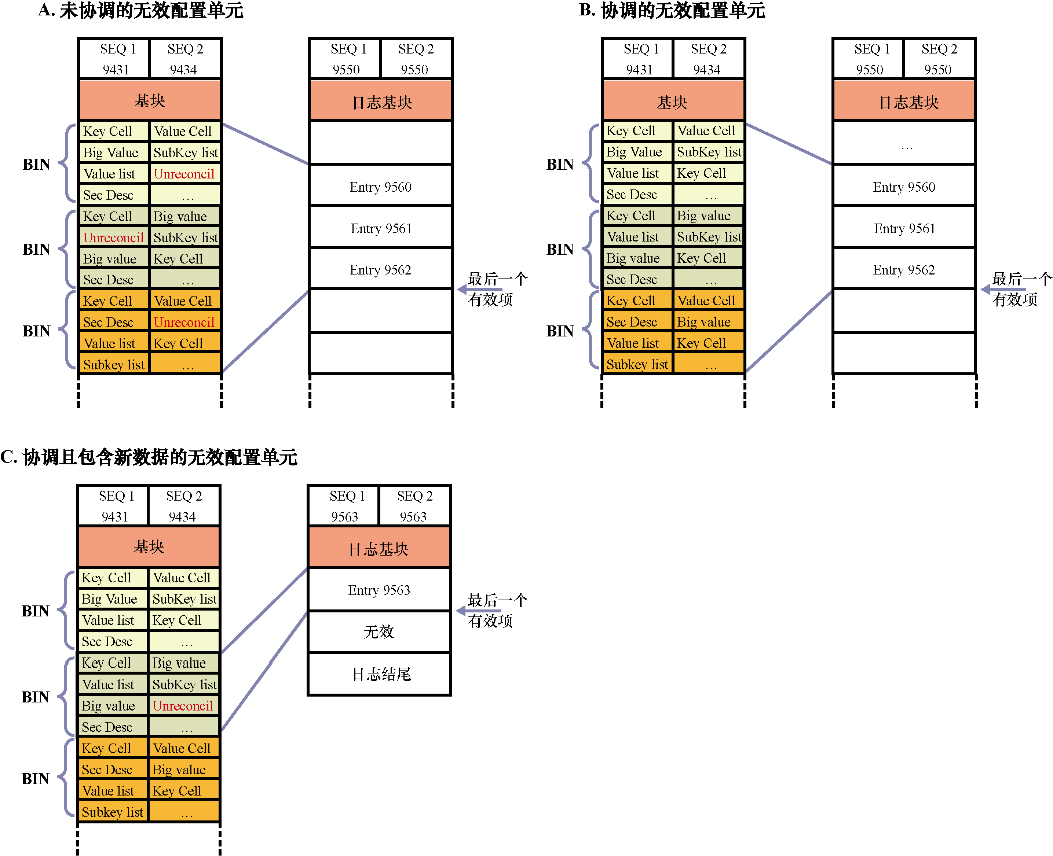 A. 未协调的无效配置单元
SEQ 1 SEQ 2
9431 9434
基块
BIN
Key Cell Value Cell
Big Value SubKey list
Value list Unreconcil
Sec Desc ...
BIN
Key Cell Big value
Unreconcil SubKey list
Big value Key Cell
Sec Desc ...
BIN
Key Cell Value Cell
Sec Desc Unreconcil
Value list Key Cell
Subkey list ...
SEQ 1 SEQ 2
9550 9550
日志基块
Entry 9560
Entry 9561
Entry 9562
最后一个
有效项
B. 协调的无效配置单元
SEQ 1 SEQ 2
9431 9434
基块
BIN
Key Cell Value Cell
Big Value SubKey list
Value list Key Cell
Sec Desc ...
BIN
Key Cell Big value
Value list SubKey list
Big value Key Cell
Sec Desc ...
BIN
Key Cell Value Cell
Sec Desc Big value
Value list Key Cell
Subkey list ...
SEQ 1 SEQ 2
9550 9550
日志基块
...
Entry 9560
Entry 9561
Entry 9562
最后一个
有效项
C. 协调且包含新数据的无效配置单元
SEQ 1 SEQ 2
9431 9434
基块
BIN
Key Cell Value Cell
Big Value SubKey list
Value list Key Cell
Sec Desc ...
BIN
Key Cell Big value
Value list SubKey list
Big value Unreconcil
Sec Desc ...
BIN
Key Cell Value Cell
Sec Desc Big value
Value list Key Cell
Subkey list ...
SEQ 1 SEQ 2
9563 9563
日志基块
Entry 9563
无效
日志结尾
最后一个
有效项